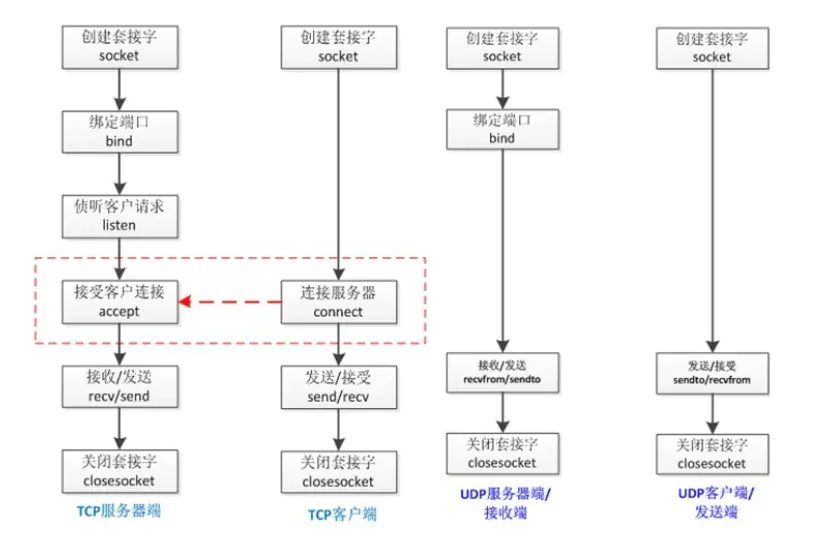 创建套接字
socket
绑定端口
bind
侦听客户请求
listen
接受客户连接
accept
接收/发送
recv/send
关闭套接字
closesocket
TCP服务器端
创建套接字
socket
连接服务器
connect
发送/接受
send/recv
关闭套接字
closesocket
TCP客户端
创建套接字
socket
绑定端口
bind
接收/发送
recvfrom/sendto
关闭套接字
closesocket
UDP服务器端/
接收端
创建套接字
socket
发送/接受
sendto/recvfrom
关闭套接字
closesocket
UDP客户端/
发送端